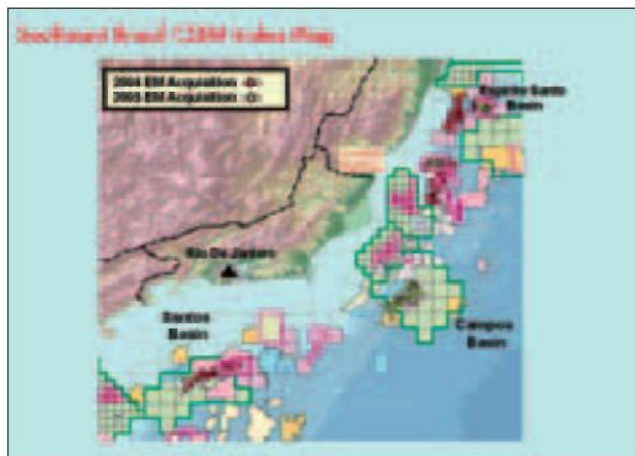 Southeast Brazil CSEM Index Map
2004 EM Acquisition
2005 EM Acquisition
Espirito Santo
Basin
Rio De Janiero
Santos
Basin
Campos
Basin